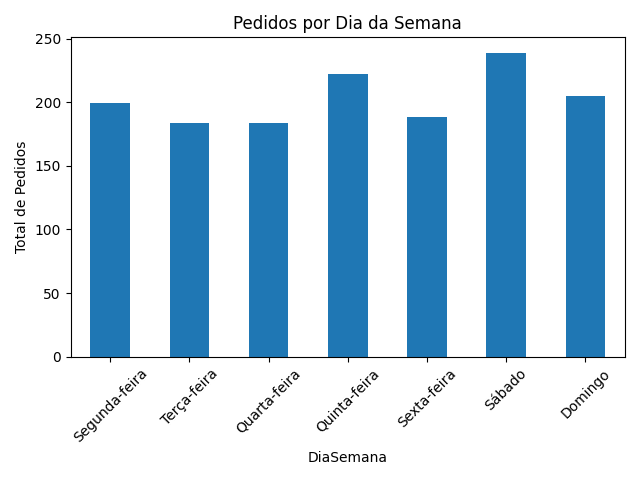 Pedidos por Dia da Semana
Total de Pedidos
250
200
150
100
50
0
Segunda-feira
Terça-feira
Quarta-feira
Quinta-feira
Sexta-feira
Sábado
Domingo
DiaSemana